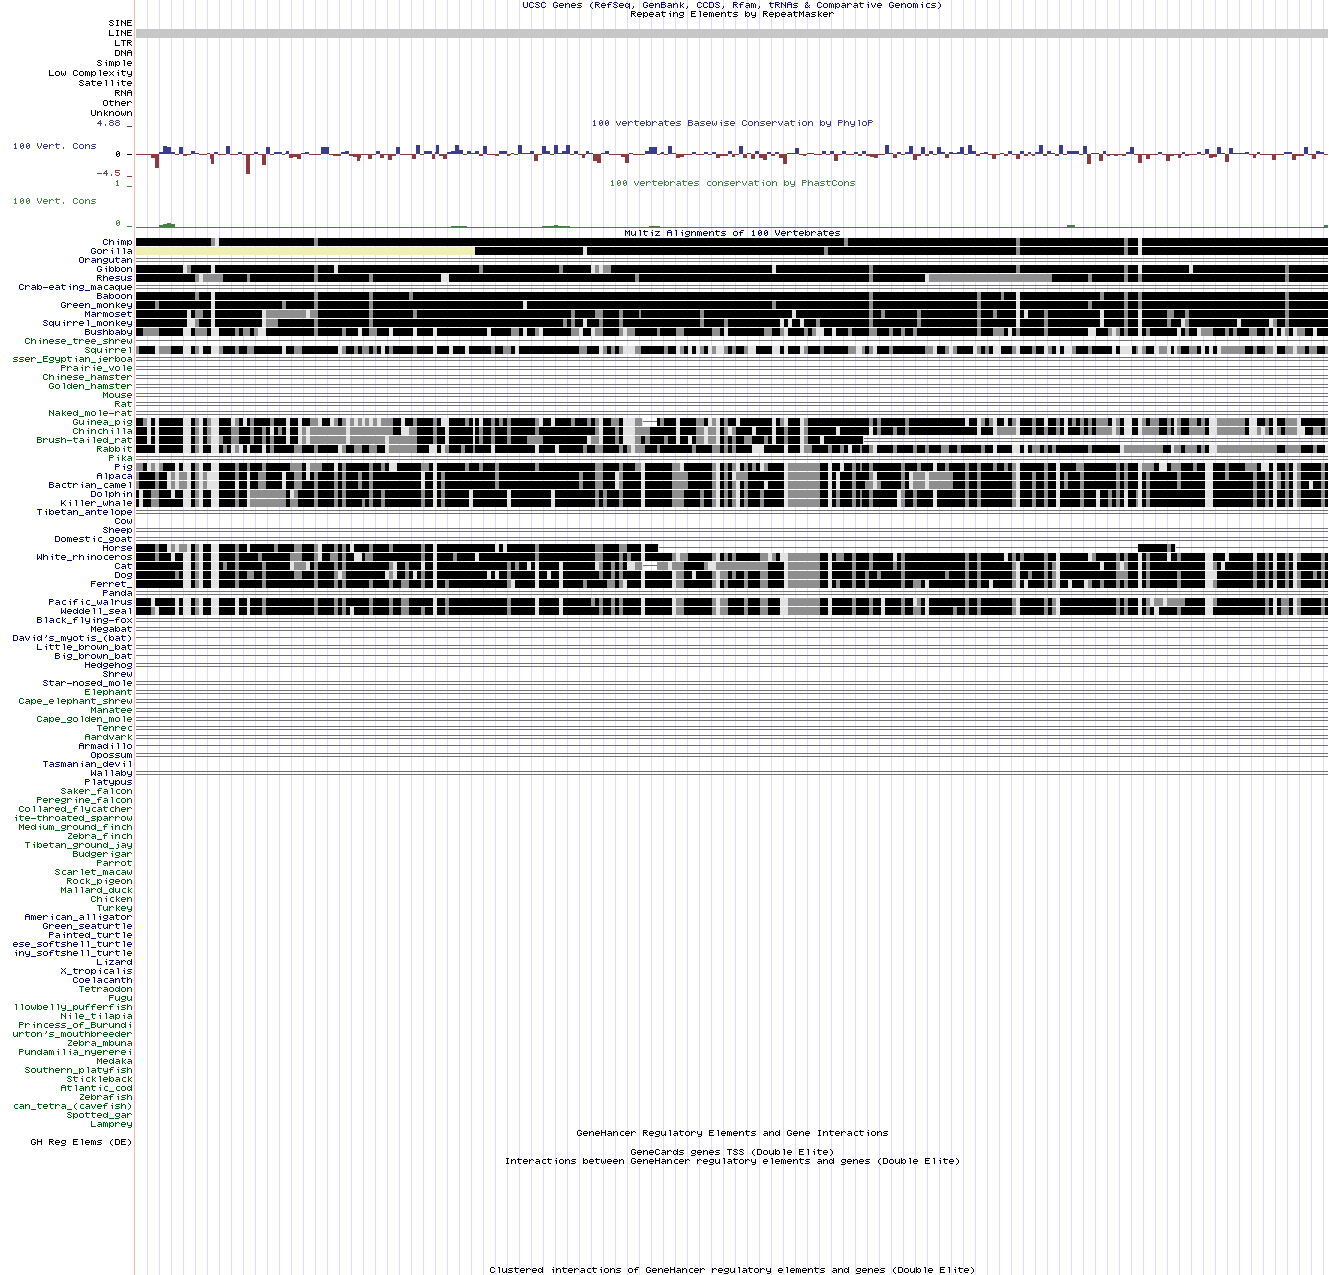 UCSC Genes (RefSeq, GenBank, CCDS, Rfam, tRNAs & Comparative Genomics)
Repeating Elements by RepeatMasker
SINE
LINE
LTR
DNA
Simple
Low Complexity
Satellite
RNA
Other
Unknown
4.88 _
100 vertebrates Basewise Conservation by PhyloP
100 Vert. Cons
0 _
-4.5 _
1 _
100 vertebrates conservation by PhastCons
100 Vert. Cons
0 _
Multiz Alignments of 100 Vertebrates
Chimp
Gorilla
Orangutan
Gibbon
Rhesus
Crab-eating_macaque
Baboon
Green_monkey
Marmoset
Squirrel_monkey
Bushbaby
Chinese_tree_shrew
Squirrel
sser_Egyptian_jerboa
Prairie_vole
Chinese_hamster
Golden_hamster
Mouse
Rat
Naked_mole-rat
Guinea_pig
Chinchilla
Brush-tailed_rat
Rabbit
Pika
Pig
Alpaca
Bactrian_camel
Dolphin
Killer_whale
Tibetan_antelope
Cow
Sheep
Domestic_goat
Horse
White_rhinoceros
Cat
Dog
Ferret_
Panda
Pacific_walrus
Weddell_seal
Black_flying-fox
Megabat
David's_myotis_(bat)
Little_brown_bat
Big_brown_bat
Hedgehog
Shrew
Star-nosed_mole
Elephant
Cape_elephant_shrew
Manatee
Cape_golden_mole
Tenrec
Aardvark
Armadillo
Opossum
Tasmanian_devil
Wallaby
Platypus
Saker_falcon
Peregrine_falcon
Collared_flycatcher
ite-throated_sparrow
Medium_ground_finch
Zebra_finch
Tibetan_ground_jay
Budgerigar
Parrot
Scarlet_macaw
Rock_pigeon
Mallard_duck
Chicken
Turkey
American_alligator
Green_seaturtle
Painted_turtle
ese_softshell_turtle
iny_softshell_turtle
Lizard
X_tropicalis
Coelacanth
Tetraodon
Fugu
llowbelly_pufferfish
Nile_tilapia
Princess_of_Burundi
urton's_mouthbreeder
Zebra_mbuna
Pundamilia_nyererei
Medaka
Southern_platyfish
Stickleback
Atlantic_cod
Zebrafish
can_tetra_(cavefish)
Spotted_gar
Lamprey
GeneHancer Regulatory Elements and Gene Interactions
GH Reg Elems (DE)
GeneCards genes TSS (Double Elite)
Interactions between GeneHancer regulatory elements and genes (Double Elite)
Clustered interactions of GeneHancer regulatory elements and genes (Double Elite)